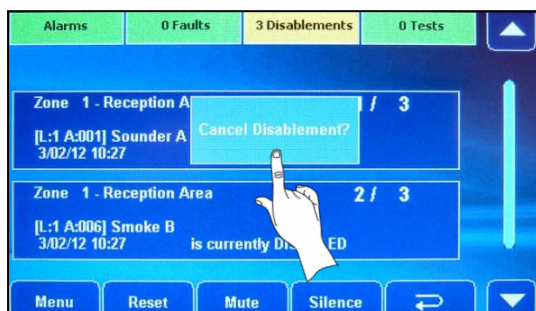 Alarms 0 Faults 3 Disablements 0 Tests
Zone 1 - Reception A 1 / 3
Cancel Disablement?
[L:1 A:001] Sounder A
3/02/12 10:27
Zone 1 - Reception Area 2 / 3
[L:1 A:006] Smoke B
3/02/12 10:27 is currently ED
Menu Reset Mute Silence